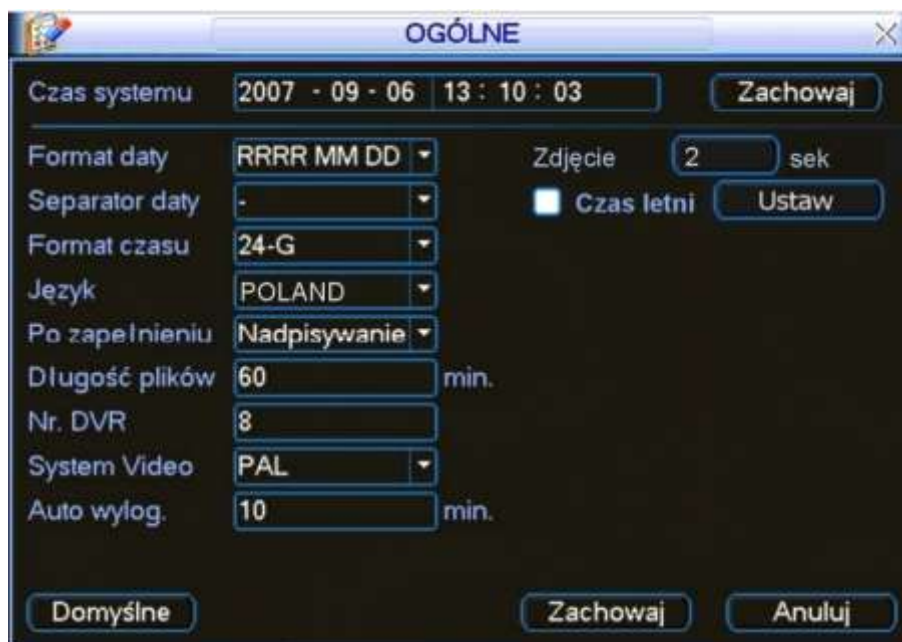 OGÓLNE
Czas systemu 2007 - 09 - 06 13 : 10 : 03 Zachowaj
Format daty RRRR MM DD Zdjęcie 2 sek
Separator daty - Czas letni Ustaw
Format czasu 24-G
Język POLAND
Po zapełnieniu Nadpisywanie
Długość plików 60 min.
Nr. DVR 8
System Video PAL
Auto wylog. 10 min.
Domyślne Zachowaj Anuluj